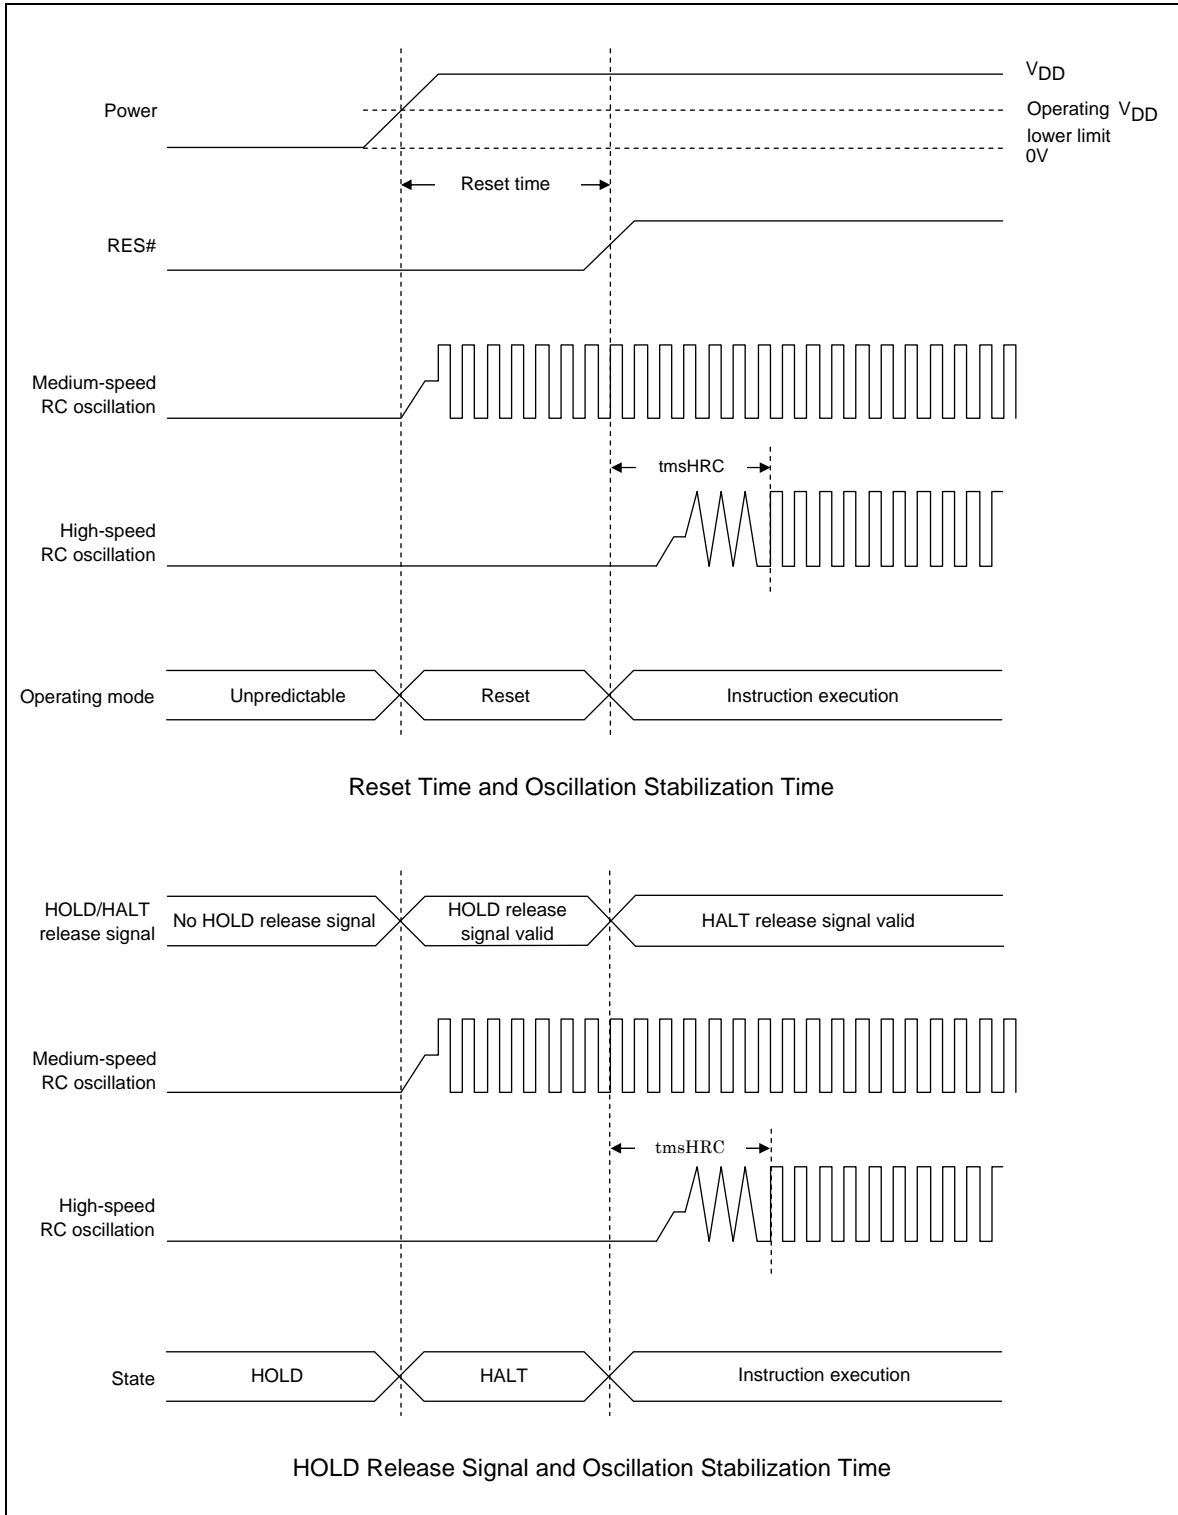 VDD
Power
Operating VDD
lower limit
0V
Reset time
RES#
Medium-speed
RC oscillation
tmsHRC
High-speed
RC oscillation
Operating mode
Unpredictable
Reset
Instruction execution
Reset Time and Oscillation Stabilization Time
HOLD/HALT
release signal
No HOLD release signal
HOLD release
signal valid
HALT release signal valid
Medium-speed
RC oscillation
tmsHRC
High-speed
RC oscillation
State
HOLD
HALT
Instruction execution
HOLD Release Signal and Oscillation Stabilization Time